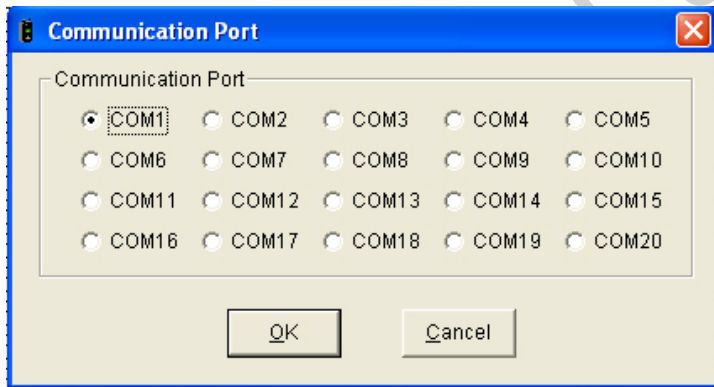 Communication Port
Communication Port
COM1 COM2 COM3 COM4 COM5
COM6 COM7 COM8 COM9 COM10
COM11 COM12 COM13 COM14 COM15
COM16 COM17 COM18 COM19 COM20
OK Cancel